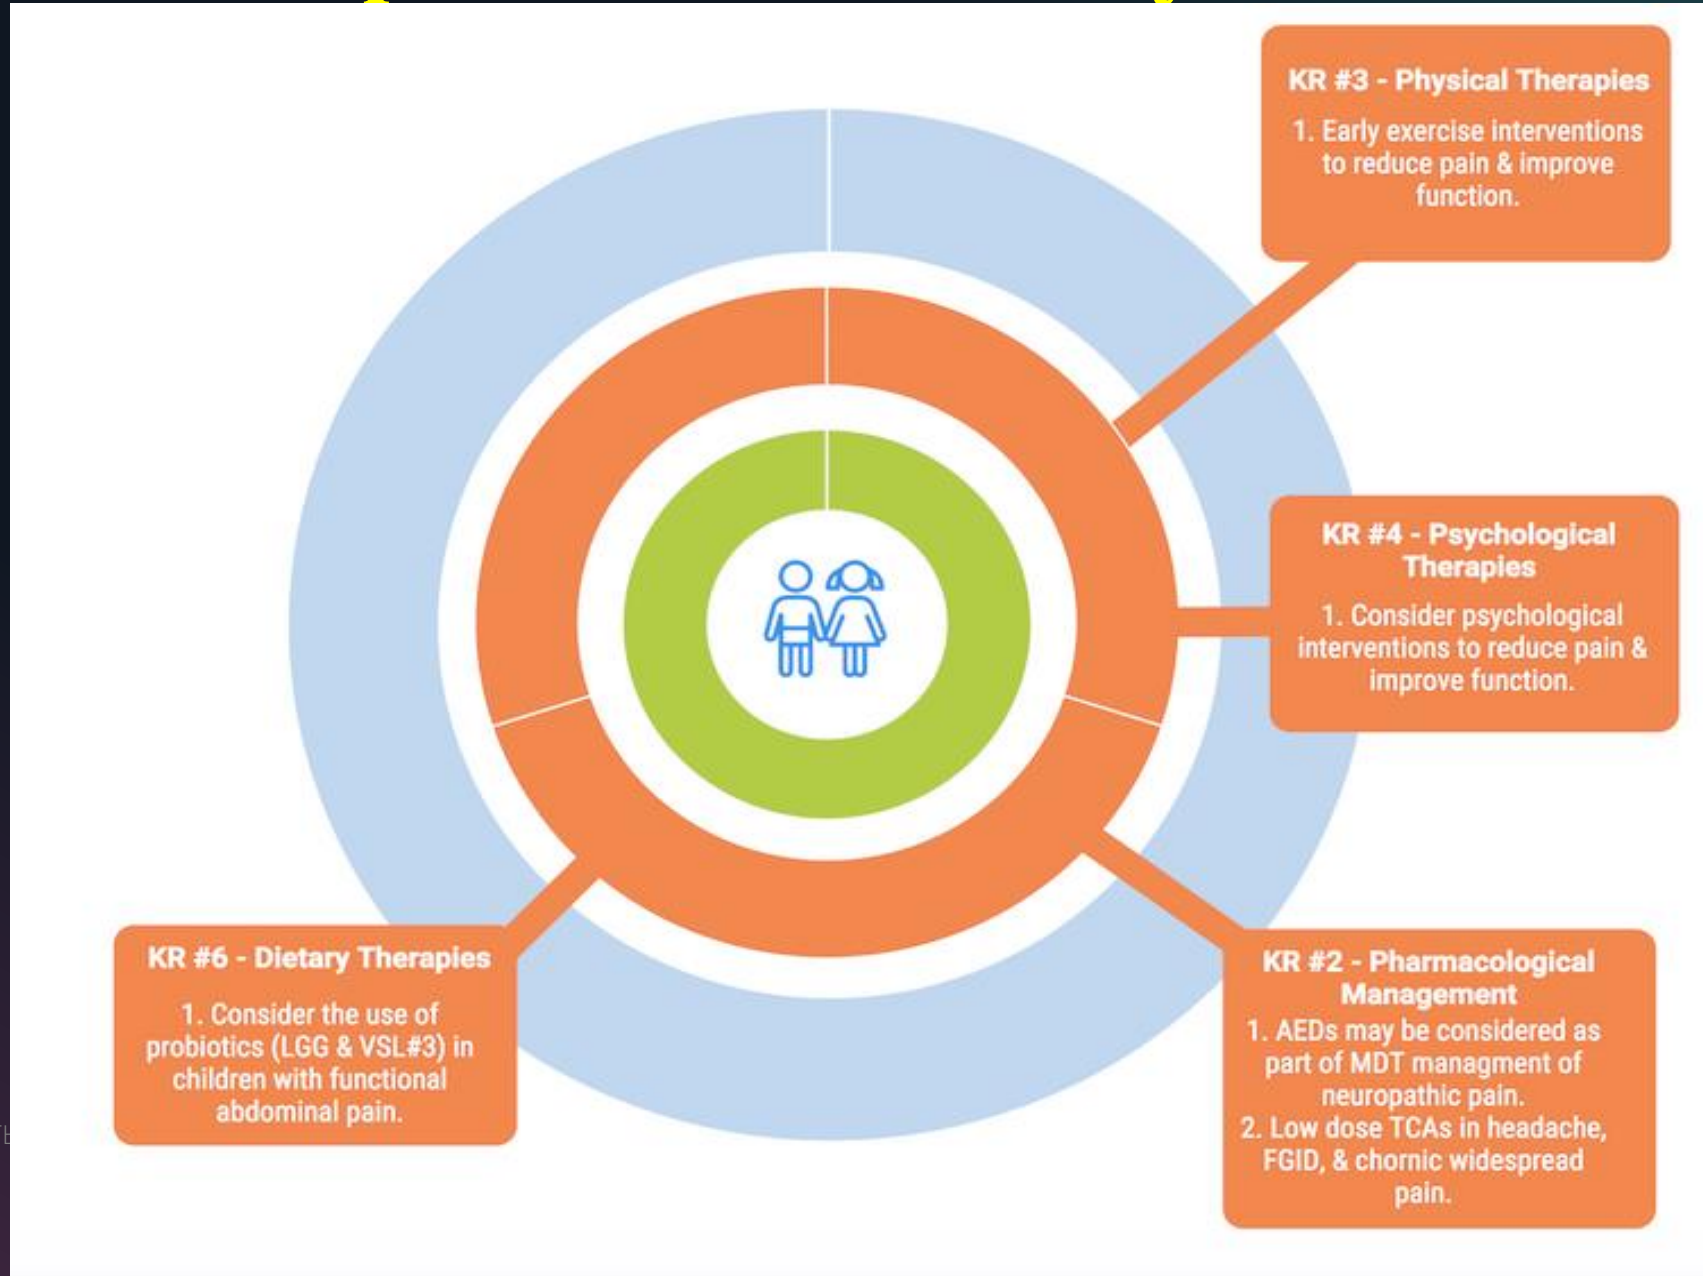 KR #3 - Physical Therapies
1. Early exercise interventions
to reduce pain & improve
function.
KR #4 - Psychological
Therapies
1. Consider psychological
interventions to reduce pain &
improve function.
KR #6 - Dietary Therapies
1. Consider the use of
probiotics (LGG & VSL#3) in
children with functional
abdominal pain.
KR #2 - Pharmacological
Management
1. AEDs may be considered as
part of MDT managment of
neuropathic pain.
2. Low dose TCAs in headache,
FGID, & chornic widespread
pain.